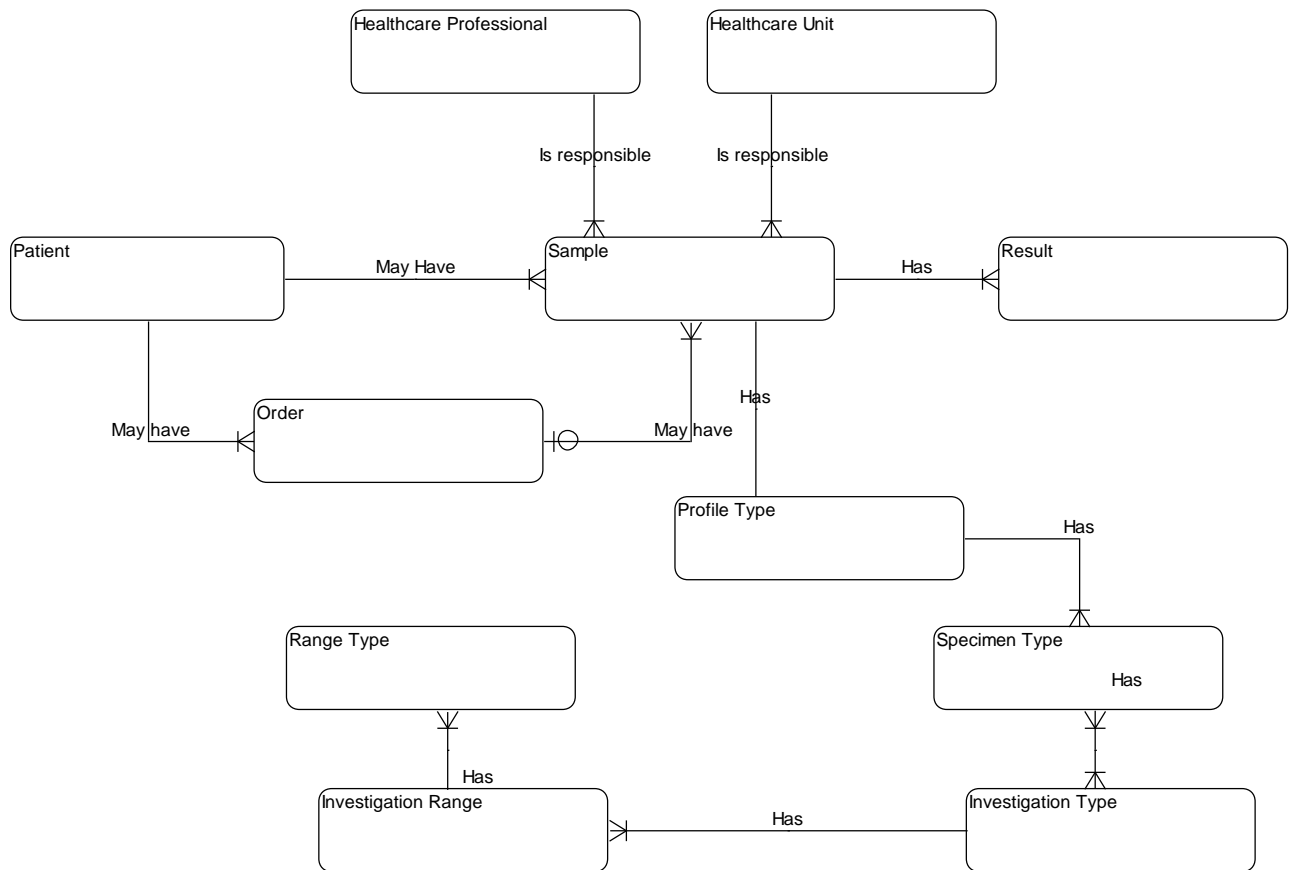 Healthcare Professional
Healthcare Unit
Is responsible
Is responsible
Patient
May Have
Sample
Has
Result
Has
Order
May have
May have
Profile Type
Has
Range Type
Specimen Type
Has
Has
Investigation Range
Has
Investigation Type